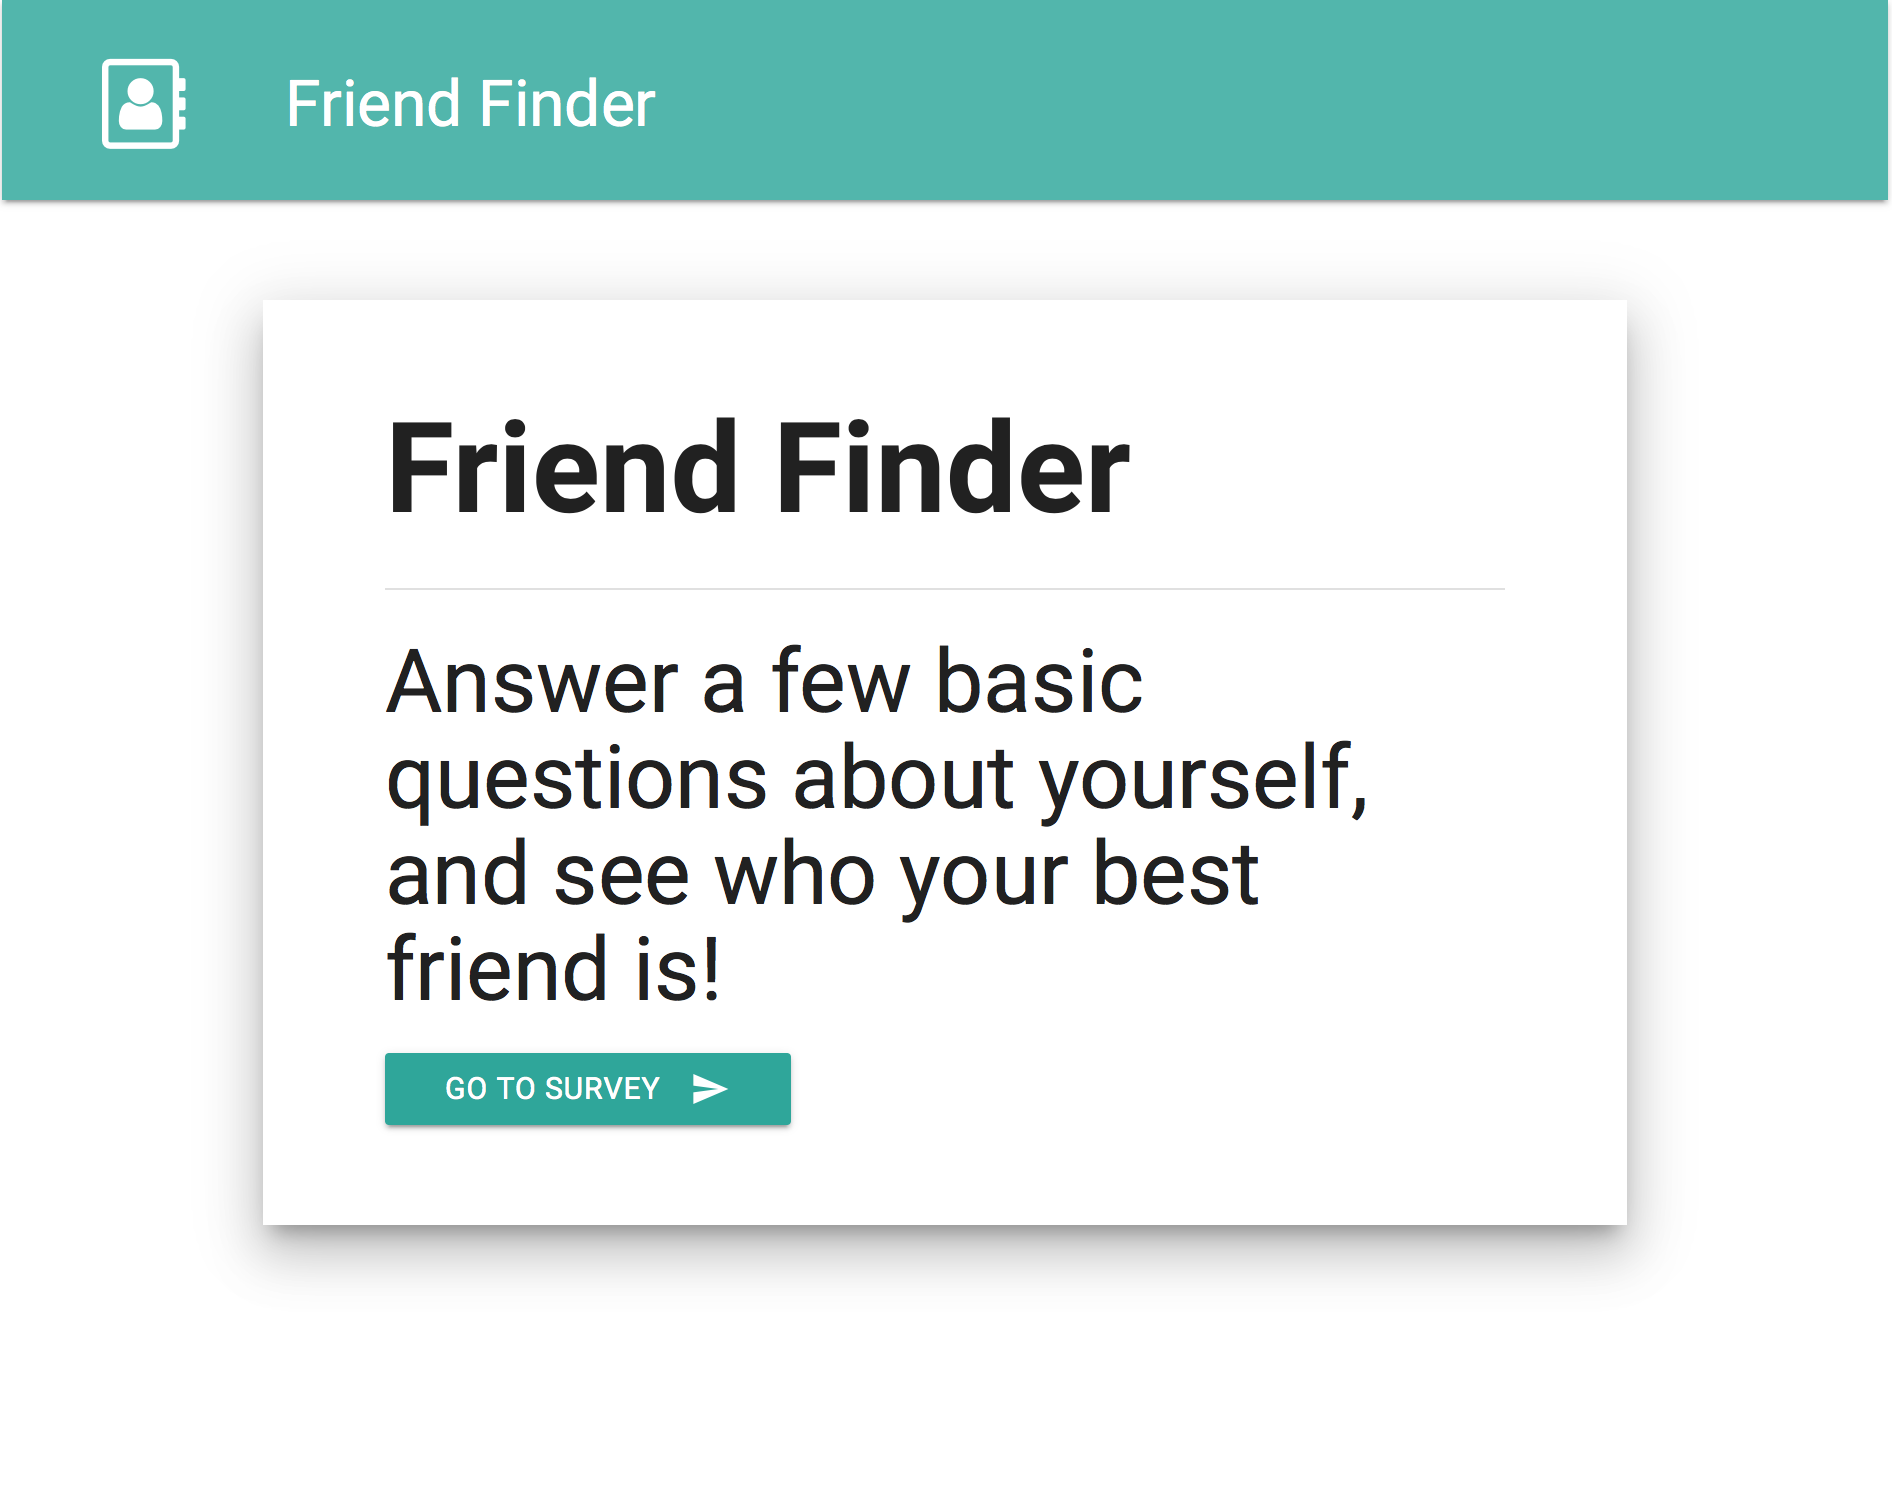 Friend Finder
Friend Finder
Answer a few basic
questions about yourself,
and see who your best
friend is!
GO TO SURVEY